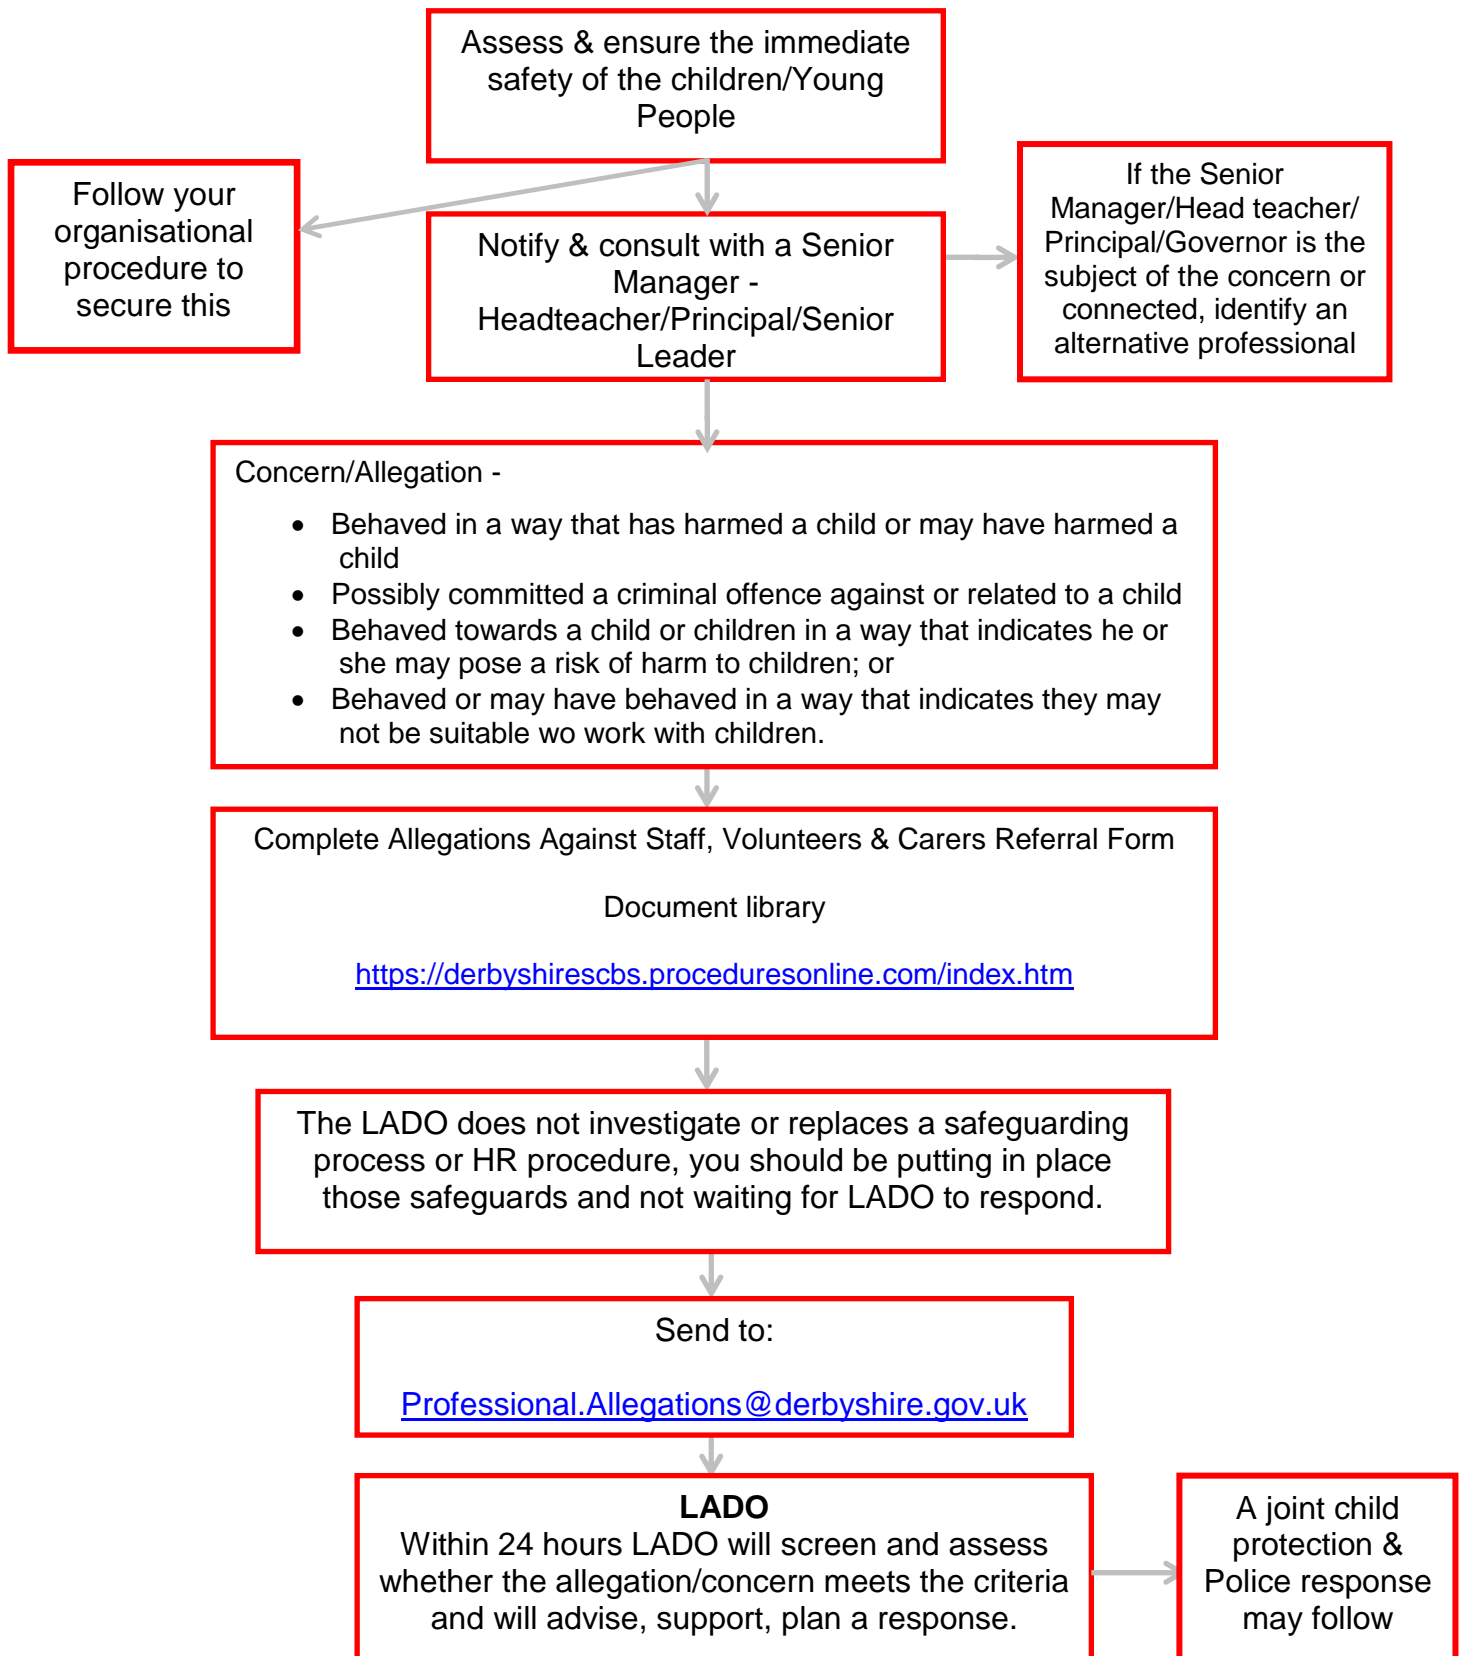 Assess & ensure the immediate
safety of the children/Young
People
Follow your
organisational
procedure to
secure this
Notify & consult with a Senior
Manager -
Headteacher/Principal/Senior
Leader
If the Senior
Manager/Head teacher/
Principal/Governor is the
subject of the concern or
connected, identify an
alternative professional
Concern/Allegation -
• Behaved in a way that has harmed a child or may have harmed a
child
• Possibly committed a criminal offence against or related to a child
• Behaved towards a child or children in a way that indicates he or
she may pose a risk of harm to children; or
• Behaved or may have behaved in a way that indicates they may
not be suitable wo work with children.
Complete Allegations Against Staff, Volunteers & Carers Referral Form
Document library
https://derbyshirescbs.proceduresonline.com/index.htm
The LADO does not investigate or replaces a safeguarding
process or HR procedure, you should be putting in place
those safeguards and not waiting for LADO to respond.
Send to:
Professional.Allegations@derbyshire.gov.uk
LADO
Within 24 hours LADO will screen and assess
whether the allegation/concern meets the criteria
and will advise, support, plan a response.
A joint child
protection &
Police response
may follow